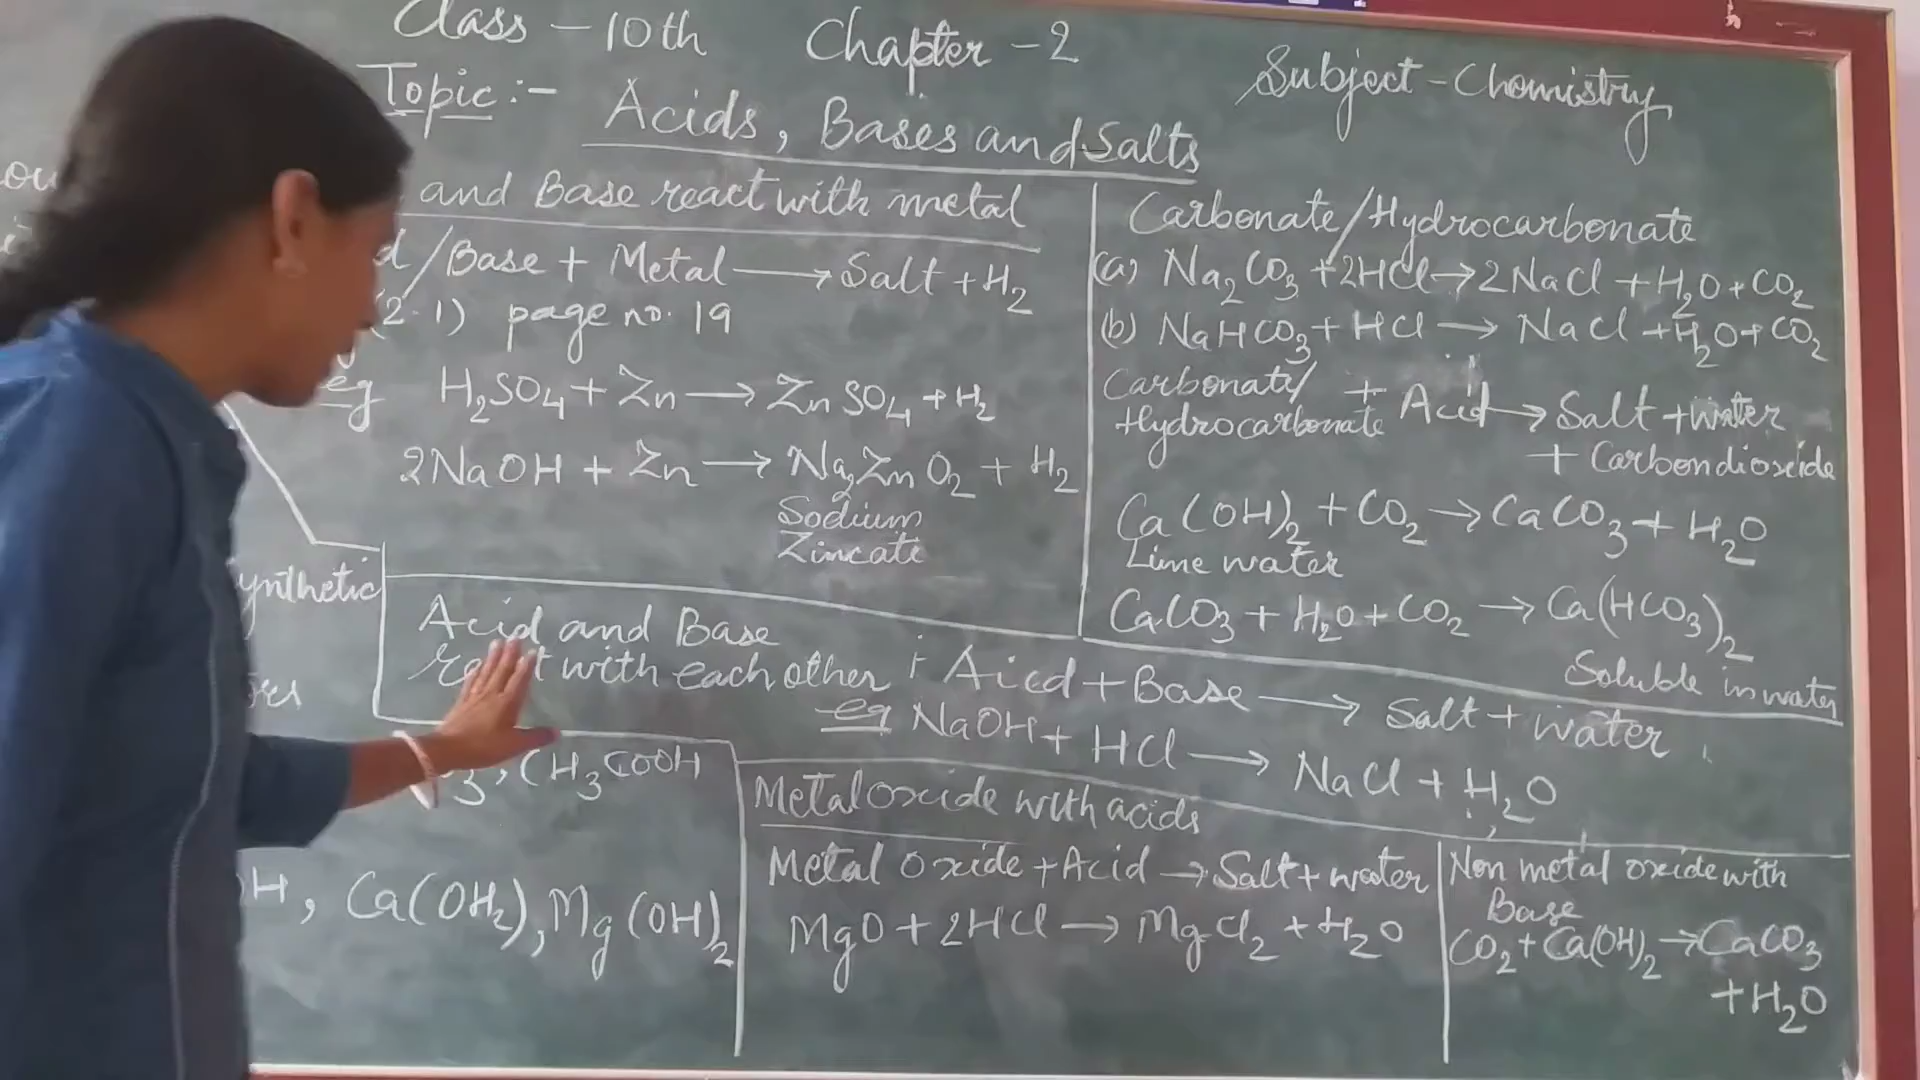 Class - 10th Chapter - 2
Subject - Chemistry
Topic :- Acids, Bases and Salts
and Base react with metal
/Base + Metal → Salt + H2
(2.1) page no. 19
eg H2SO4 + Zn → ZnSO4 + H2
2NaOH + Zn → Na2ZnO2 + H2
Sodium
Zincate
Carbonate/Hydrocarbonate
(a) Na2CO3 + 2HCl → 2NaCl + H2O + CO2
(b) NaHCO3 + HCl → NaCl + H2O + CO2
Carbonate/
Hydrocarbonate + Acid → Salt + water
+ Carbondioxide
Ca(OH)2 + CO2 → CaCO3 + H2O
Lime water
CaCO3 + H2O + CO2 → Ca(HCO3)2
Soluble in water
ynthetic
Acid and Base
with each other : Aicd + Base → Salt + water
eg NaOH + HCl → NaCl + H2O
3, CH3COOH
H, Ca(OH2), Mg(OH)2
Metal oxide with acids
Metal Oxide + Acid → Salt + water
MgO + 2HCl → MgCl2 + H2O
Non metal oxide with
Base
CO2 + Ca(OH)2 → CaCO3
+ H2O